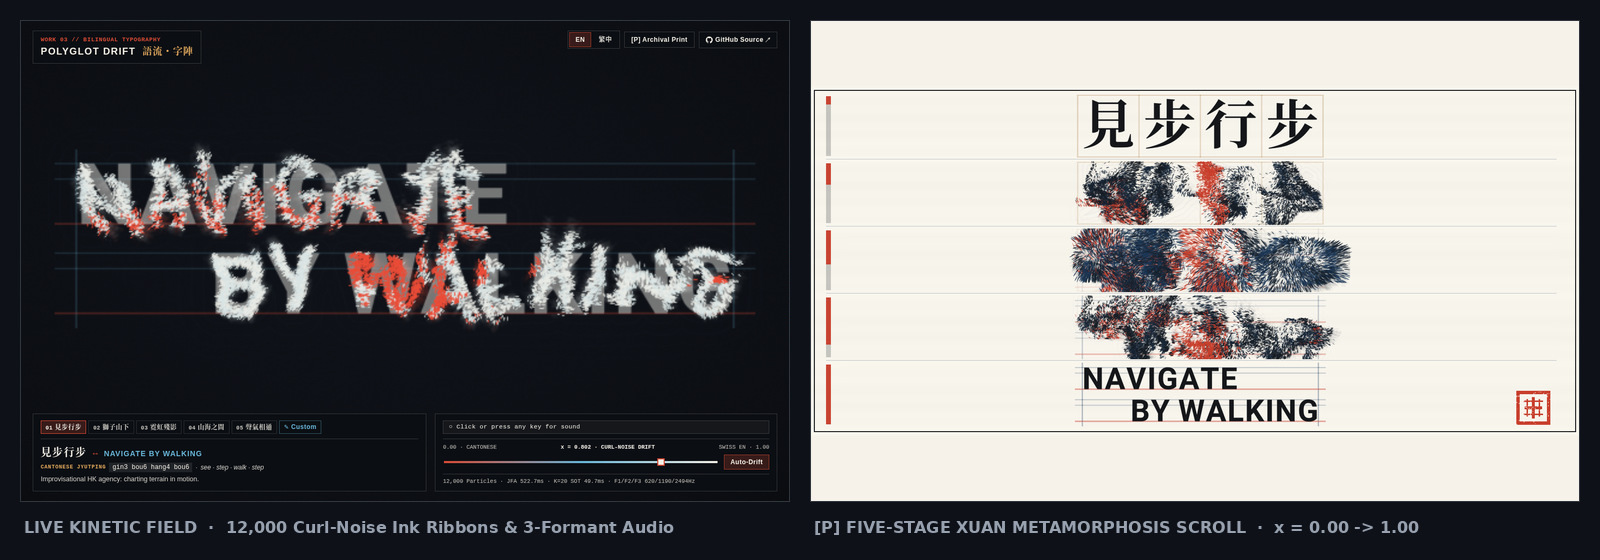 WORK 03 // BILINGUAL TYPOGRAPHY
POLYGLOT DRIFT 語流・字陣
EN 繁中 [P] Archival Print GitHub Source ↗
NAVIGATE
BY WALKING
01 見步行步 02 獅子山下 03 霓虹殘影 04 山海之間 05 聲氣相通 ✎ Custom
見步行步 ↔ NAVIGATE BY WALKING
CANTONESE JYUTPING gin3 bou6 hang4 bou6 · see · step · walk · step
Improvisational HK agency: charting terrain in motion.
○ Click or press any key for sound
0.00 · CANTONESE x = 0.802 · CURL-NOISE DRIFT SWISS EN · 1.00
Auto-Drift
12,000 Particles · JFA 522.7ms · K=20 SOT 49.7ms · F1/F2/F3 620/1190/2494Hz
LIVE KINETIC FIELD · 12,000 Curl-Noise Ink Ribbons & 3-Formant Audio
見步行步
NAVIGATE
BY WALKING
[P] FIVE-STAGE XUAN METAMORPHOSIS SCROLL · x = 0.00 -> 1.00